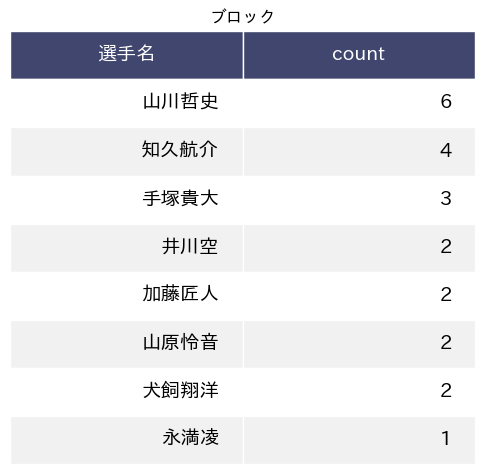 ブロック
選手名 count
山川哲史 6
知久航介 4
手塚貴大 3
井川空 2
加藤匠人 2
山原怜音 2
犬飼翔洋 2
永満凌 1